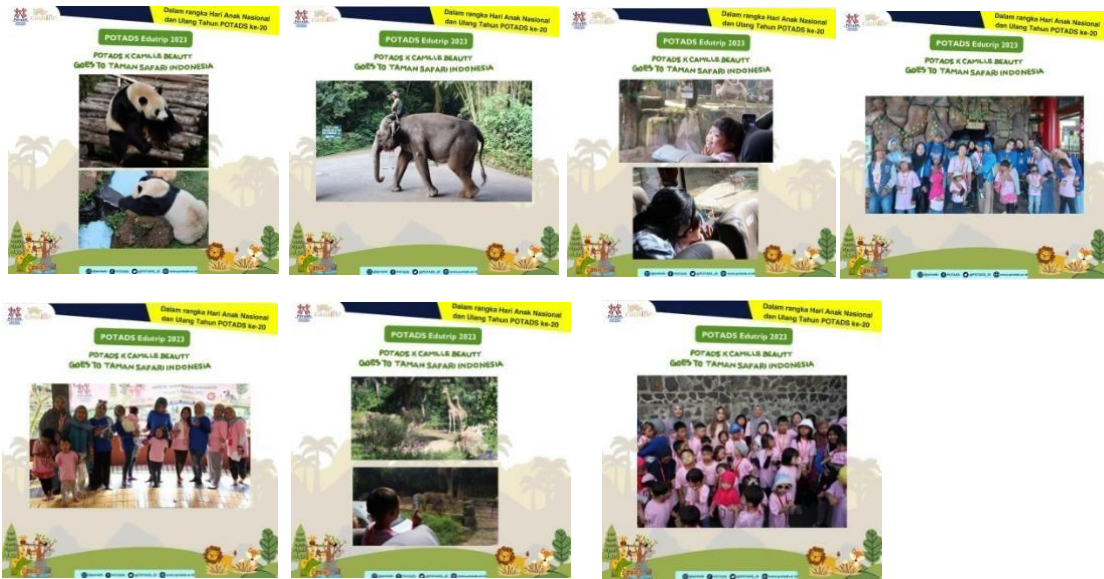 Dalam rangka Hari Anak Nasional
dan Ulang Tahun POTADS ke-20
POTADS Edutrip 2023
POTADS X CAMILLE BEAUTY
GOES TO TAMAN SAFARI INDONESIA
Dalam rangka Hari Anak Nasional
dan Ulang Tahun POTADS ke-20
POTADS Edutrip 2023
POTADS X CAMILLE BEAUTY
GOES TO TAMAN SAFARI INDONESIA
Dalam rangka Hari Anak Nasional
dan Ulang Tahun POTADS ke-20
POTADS Edutrip 2023
POTADS X CAMILLE BEAUTY
GOES TO TAMAN SAFARI INDONESIA
Dalam rangka Hari Anak Nasional
dan Ulang Tahun POTADS ke-20
POTADS Edutrip 2023
POTADS X CAMILLE BEAUTY
GOES TO TAMAN SAFARI INDONESIA
Dalam rangka Hari Anak Nasional
dan Ulang Tahun POTADS ke-20
POTADS Edutrip 2023
POTADS X CAMILLE BEAUTY
GOES TO TAMAN SAFARI INDONESIA
Dalam rangka Hari Anak Nasional
dan Ulang Tahun POTADS ke-20
POTADS Edutrip 2023
POTADS X CAMILLE BEAUTY
GOES TO TAMAN SAFARI INDONESIA
Dalam rangka Hari Anak Nasional
dan Ulang Tahun POTADS ke-20
POTADS Edutrip 2023
POTADS X CAMILLE BEAUTY
GOES TO TAMAN SAFARI INDONESIA